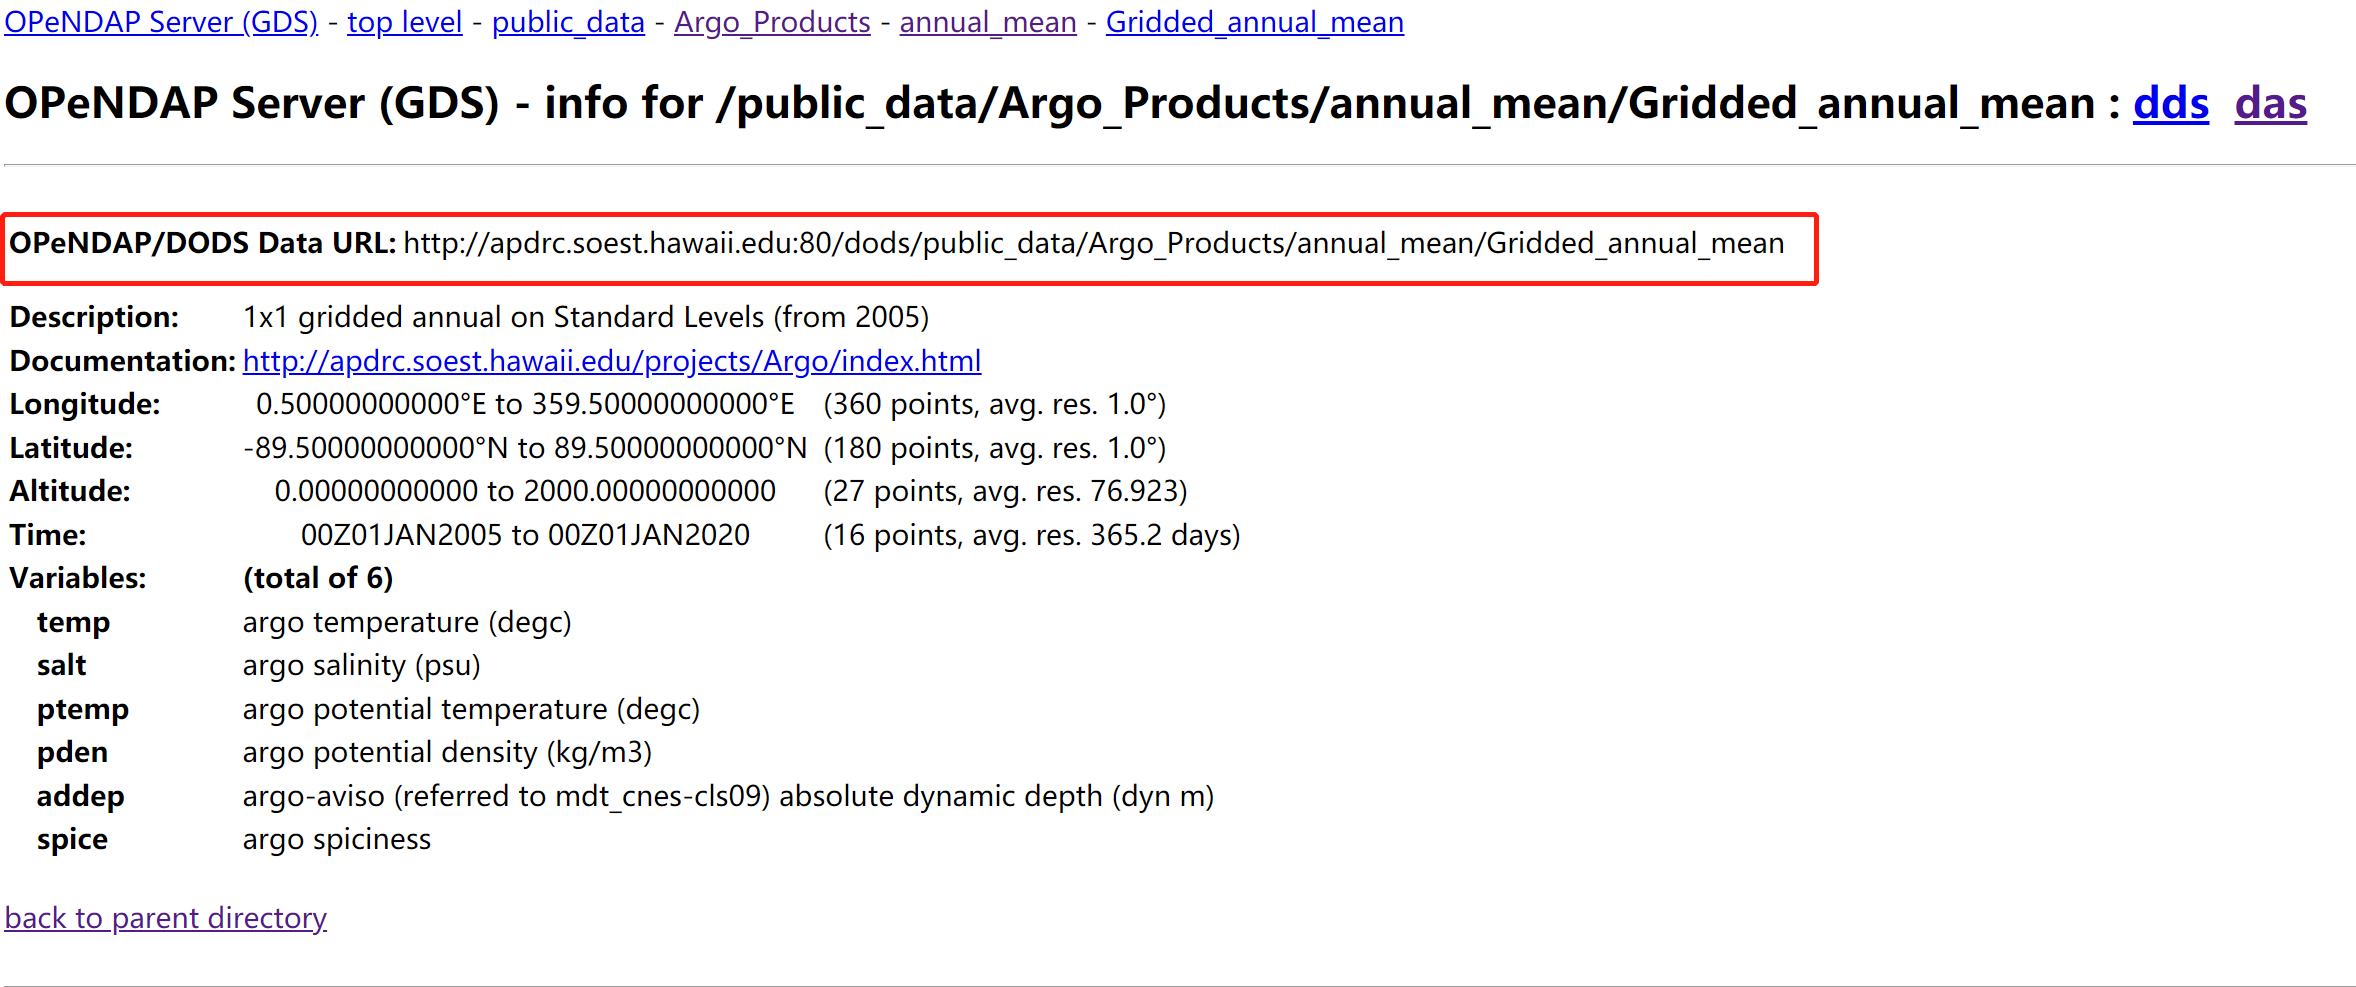 OPeNDAP Server (GDS) - top level - public_data - Argo_Products - annual_mean - Gridded_annual_mean
OPeNDAP Server (GDS) - info for /public_data/Argo_Products/annual_mean/Gridded_annual_mean : dds das
OPeNDAP/DODS Data URL: http://apdrc.soest.hawaii.edu:80/dods/public_data/Argo_Products/annual_mean/Gridded_annual_mean
Description: 1x1 gridded annual on Standard Levels (from 2005)
Documentation: http://apdrc.soest.hawaii.edu/projects/Argo/index.html
Longitude: 0.50000000000°E to 359.50000000000°E (360 points, avg. res. 1.0°)
Latitude: -89.50000000000°N to 89.50000000000°N (180 points, avg. res. 1.0°)
Altitude: 0.00000000000 to 2000.00000000000 (27 points, avg. res. 76.923)
Time: 00Z01JAN2005 to 00Z01JAN2020 (16 points, avg. res. 365.2 days)
Variables: (total of 6)
temp argo temperature (degc)
salt argo salinity (psu)
ptemp argo potential temperature (degc)
pden argo potential density (kg/m3)
addep argo-aviso (referred to mdt_cnes-cls09) absolute dynamic depth (dyn m)
spice argo spiciness
back to parent directory